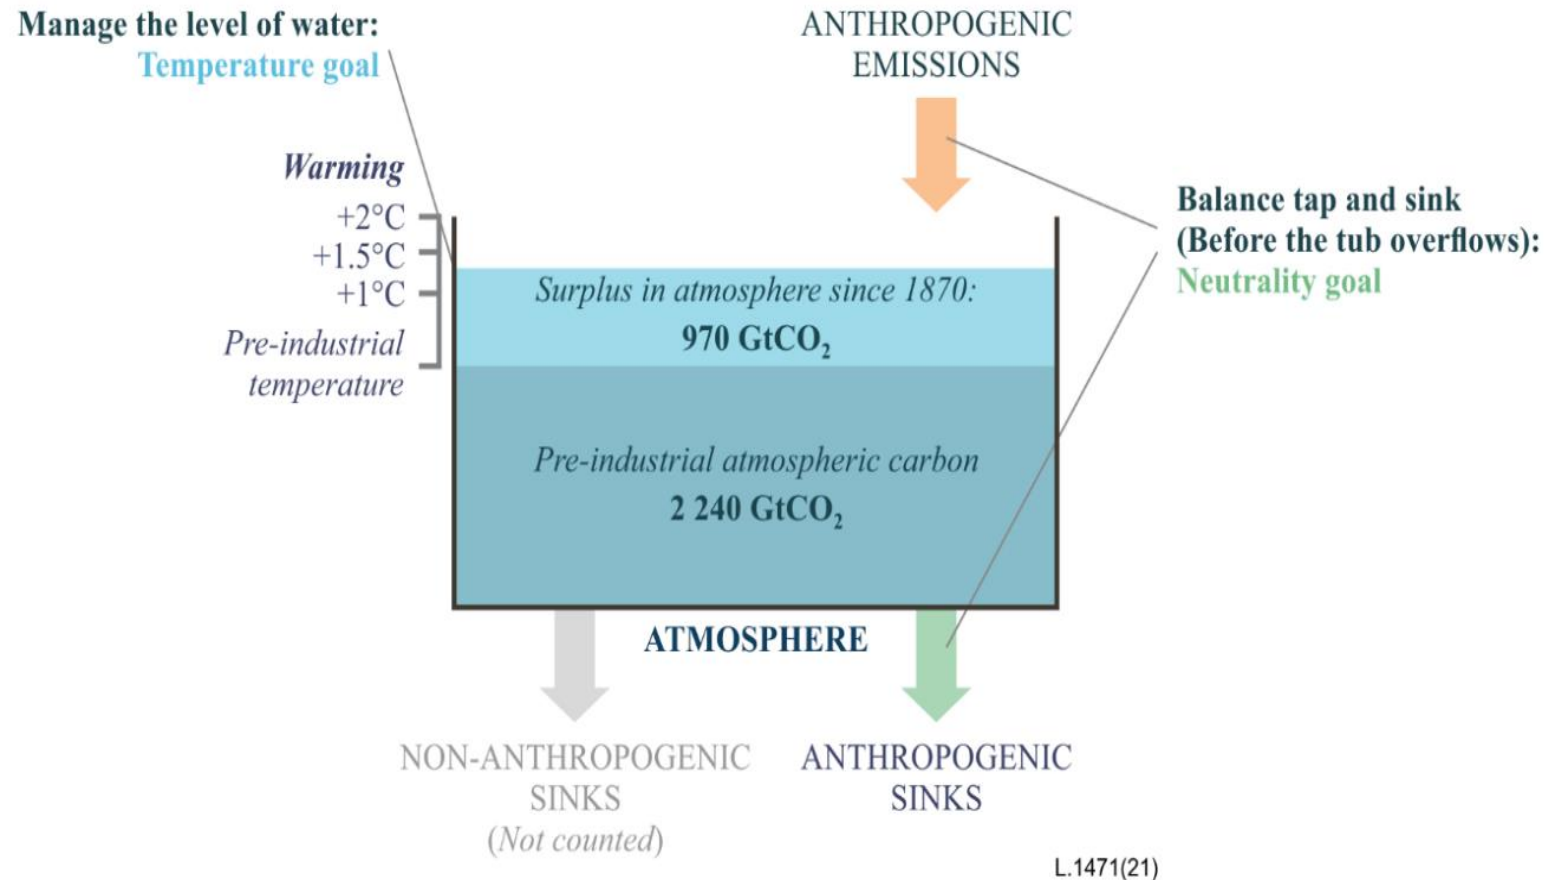 Manage the level of water:
Temperature goal
ANTHROPOGENIC
EMISSIONS
Warming
+2°C
+1.5°C
+1°C
Pre-industrial
temperature
Balance tap and sink
(Before the tub overflows):
Neutrality goal
Surplus in atmosphere since 1870:
970 GtCO₂
Pre-industrial atmospheric carbon
2 240 GtCO₂
ATMOSPHERE
NON-ANTHROPOGENIC
SINKS
(Not counted)
ANTHROPOGENIC
SINKS
L.1471(21)